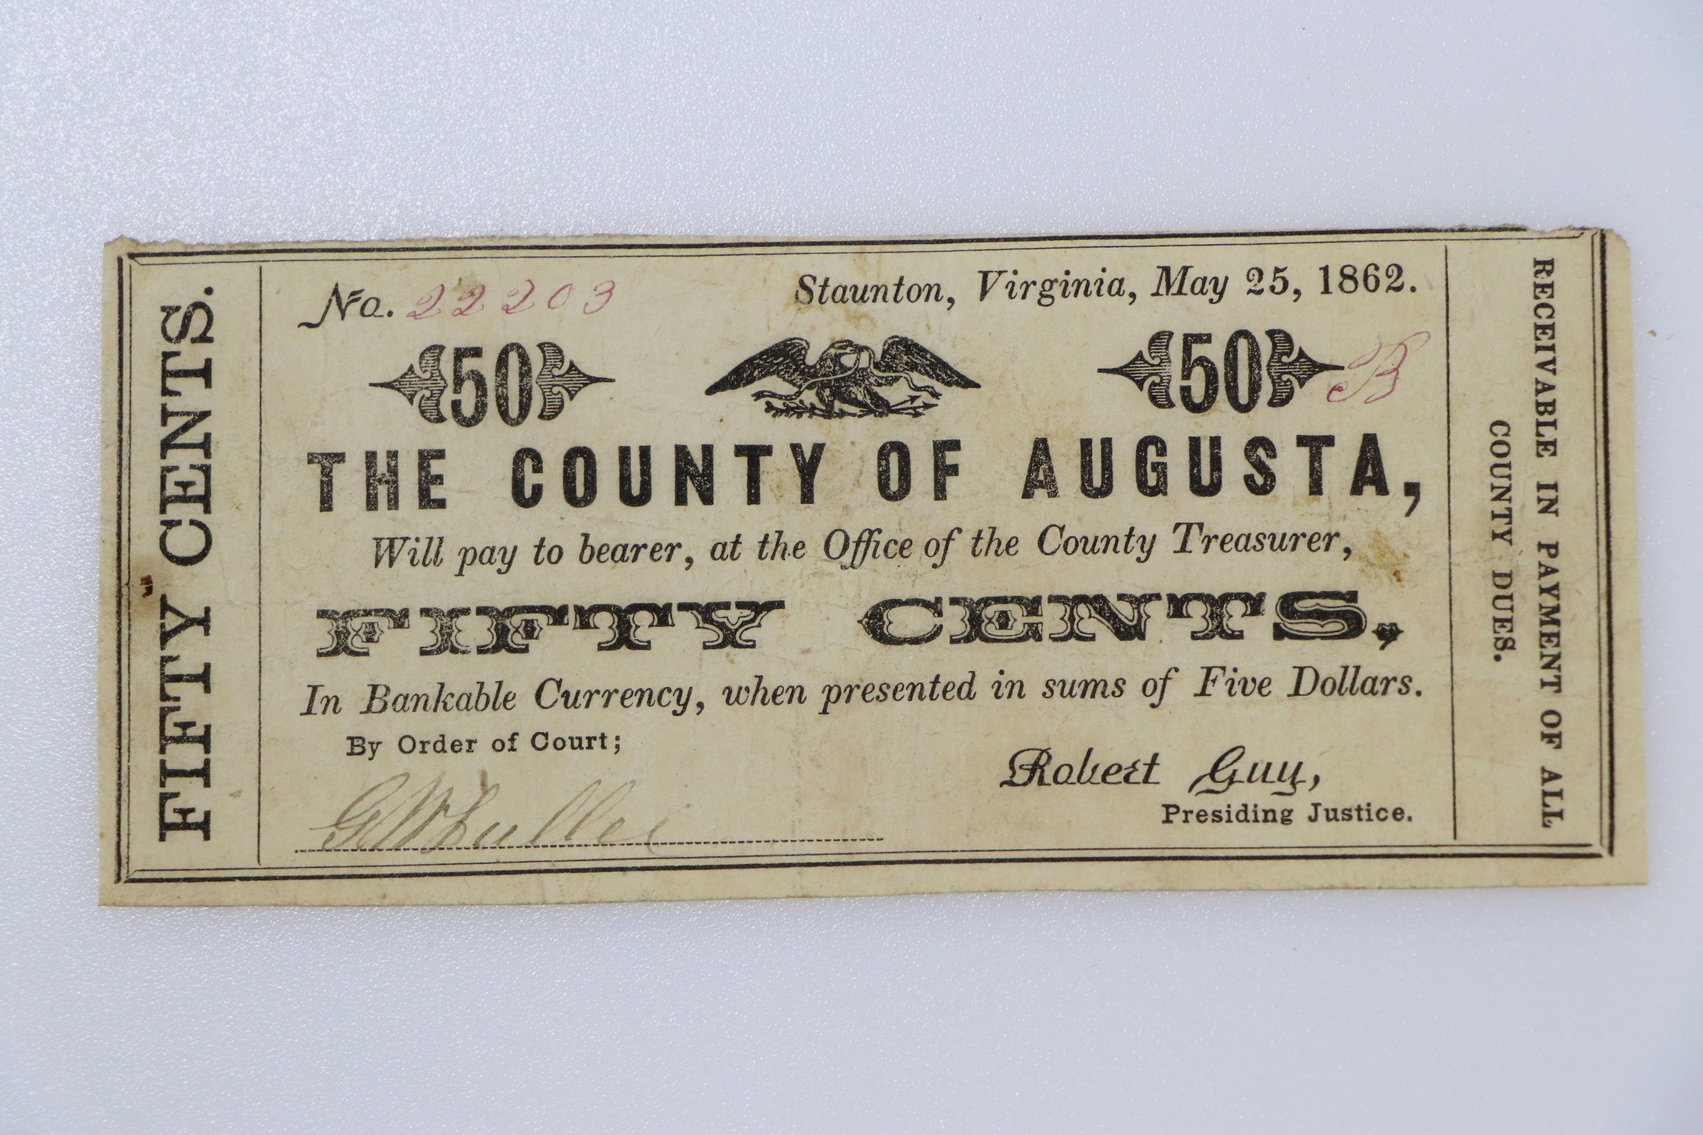 FIFTY CENTS.
No. 22203
Staunton, Virginia, May 25, 1862.
50
50
B
THE COUNTY OF AUGUSTA,
Will pay to bearer, at the Office of the County Treasurer,
FIFTY CENTS,
In Bankable Currency, when presented in sums of Five Dollars.
By Order of Court;
Robert Guy,
Presiding Justice.
RECEIVABLE IN PAYMENT OF ALL
COUNTY DUES.